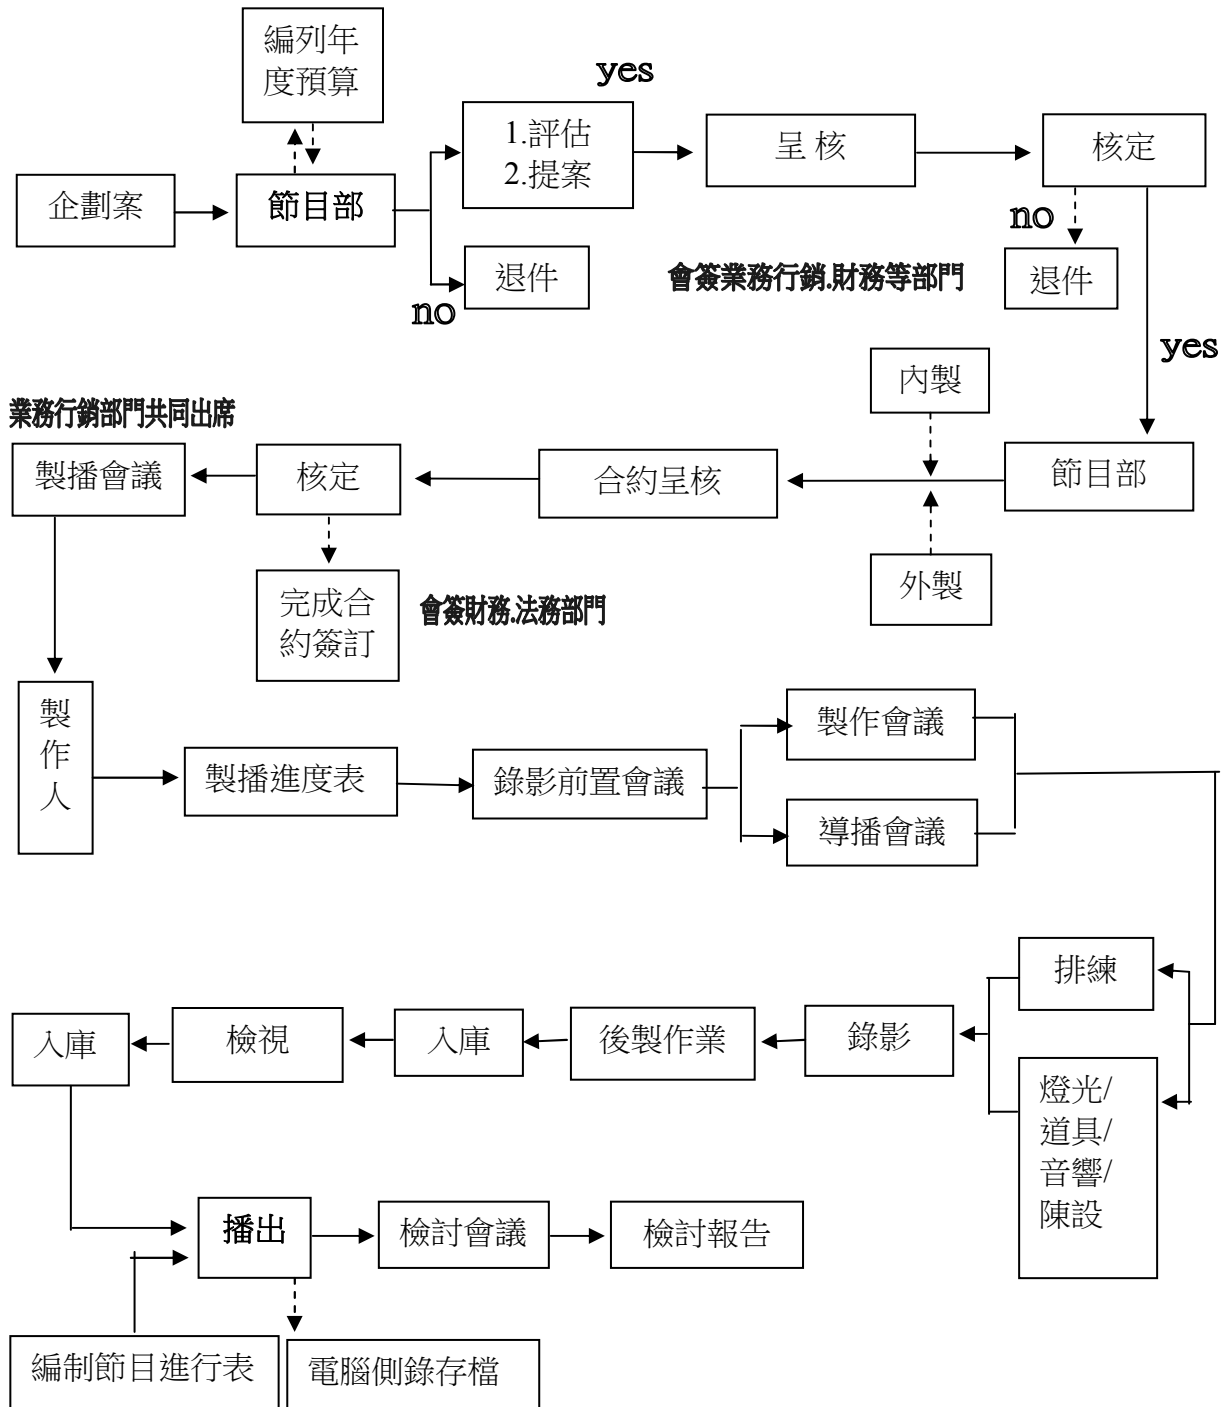 編列年
度預算
yes
1.評估
2.提案
呈 核
核定
企劃案
節目部
no
退件
no
退件
會簽業務行銷.財務等部門
yes
內製
業務行銷部門共同出席
製播會議
核定
合約呈核
節目部
外製
完成合
約簽訂
會簽財務.法務部門
製
作
人
製播進度表
錄影前置會議
製作會議
導播會議
排練
入庫
檢視
入庫
後製作業
錄影
燈光/
道具/
音響/
陳設
播出
檢討會議
檢討報告
編制節目進行表
電腦側錄存檔